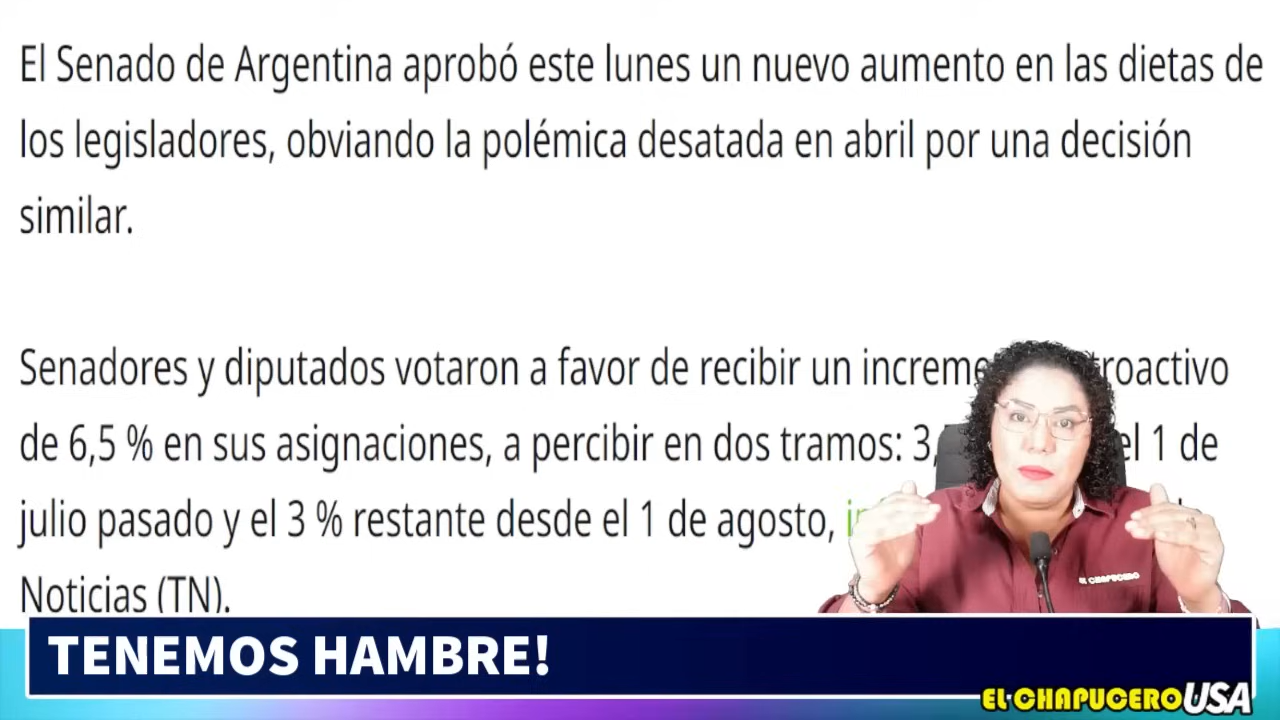 El Senado de Argentina aprobó este lunes un nuevo aumento en las dietas de
los legisladores, obviando la polémica desatada en abril por una decisión
similar.
Senadores y diputados votaron a favor de recibir un
de 6,5 % en sus asignaciones, a percibir en dos tramos: 3, el 1 de
julio pasado y el 3 % restante desde el 1 de agosto,
Noticias (TN).
EL CHAPUCERO
TENEMOS HAMBRE!
EL CHAPUCERO USA